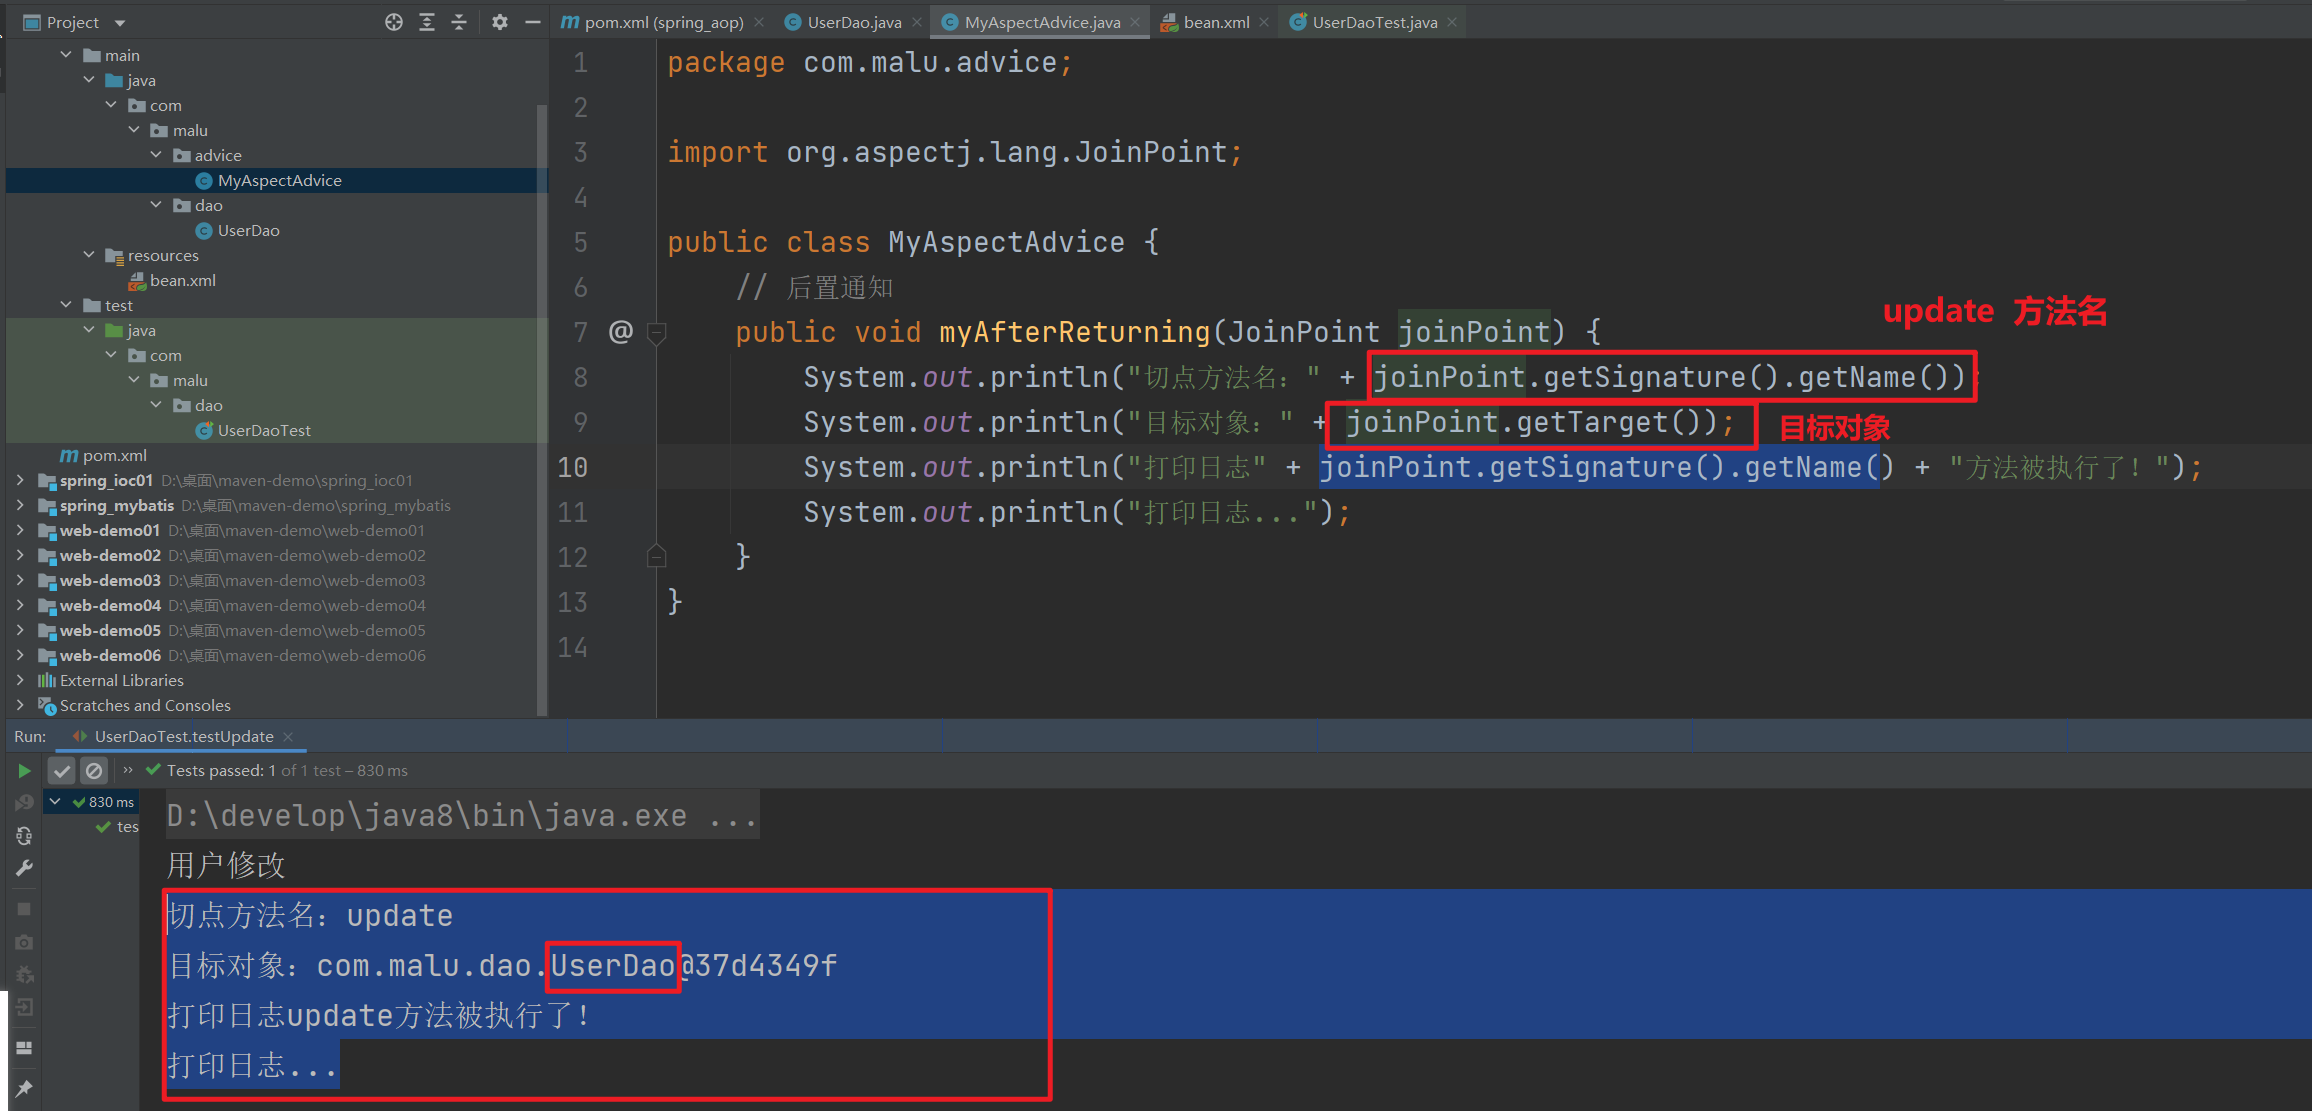 Project
pom.xml (spring_aop)
UserDao.java
MyAspectAdvice.java
bean.xml
UserDaoTest.java
main
java
com
malu
advice
MyAspectAdvice
dao
UserDao
resources
bean.xml
test
java
com
malu
dao
UserDaoTest
pom.xml
spring_ioc01 D:\桌面\maven-demo\spring_ioc01
spring_mybatis D:\桌面\maven-demo\spring_mybatis
web-demo01 D:\桌面\maven-demo\web-demo01
web-demo02 D:\桌面\maven-demo\web-demo02
web-demo03 D:\桌面\maven-demo\web-demo03
web-demo04 D:\桌面\maven-demo\web-demo04
web-demo05 D:\桌面\maven-demo\web-demo05
web-demo06 D:\桌面\maven-demo\web-demo06
External Libraries
Scratches and Consoles
1 package com.malu.advice;
2
3 import org.aspectj.lang.JoinPoint;
4
5 public class MyAspectAdvice {
6 // 后置通知
update 方法名
7 @ public void myAfterReturning(JoinPoint joinPoint) {
8 System.out.println("切点方法名：" + joinPoint.getSignature().getName());
9 System.out.println("目标对象：" + joinPoint.getTarget()); 目标对象
10 System.out.println("打印日志" + joinPoint.getSignature().getName() + "方法被执行了！");
11 System.out.println("打印日志...");
12 }
13 }
14
Run: UserDaoTest.testUpdate
Tests passed: 1 of 1 test – 830 ms
830 ms
tes
D:\develop\java8\bin\java.exe ...
用户修改
切点方法名：update
目标对象：com.malu.dao.UserDao@37d4349f
打印日志update方法被执行了！
打印日志...